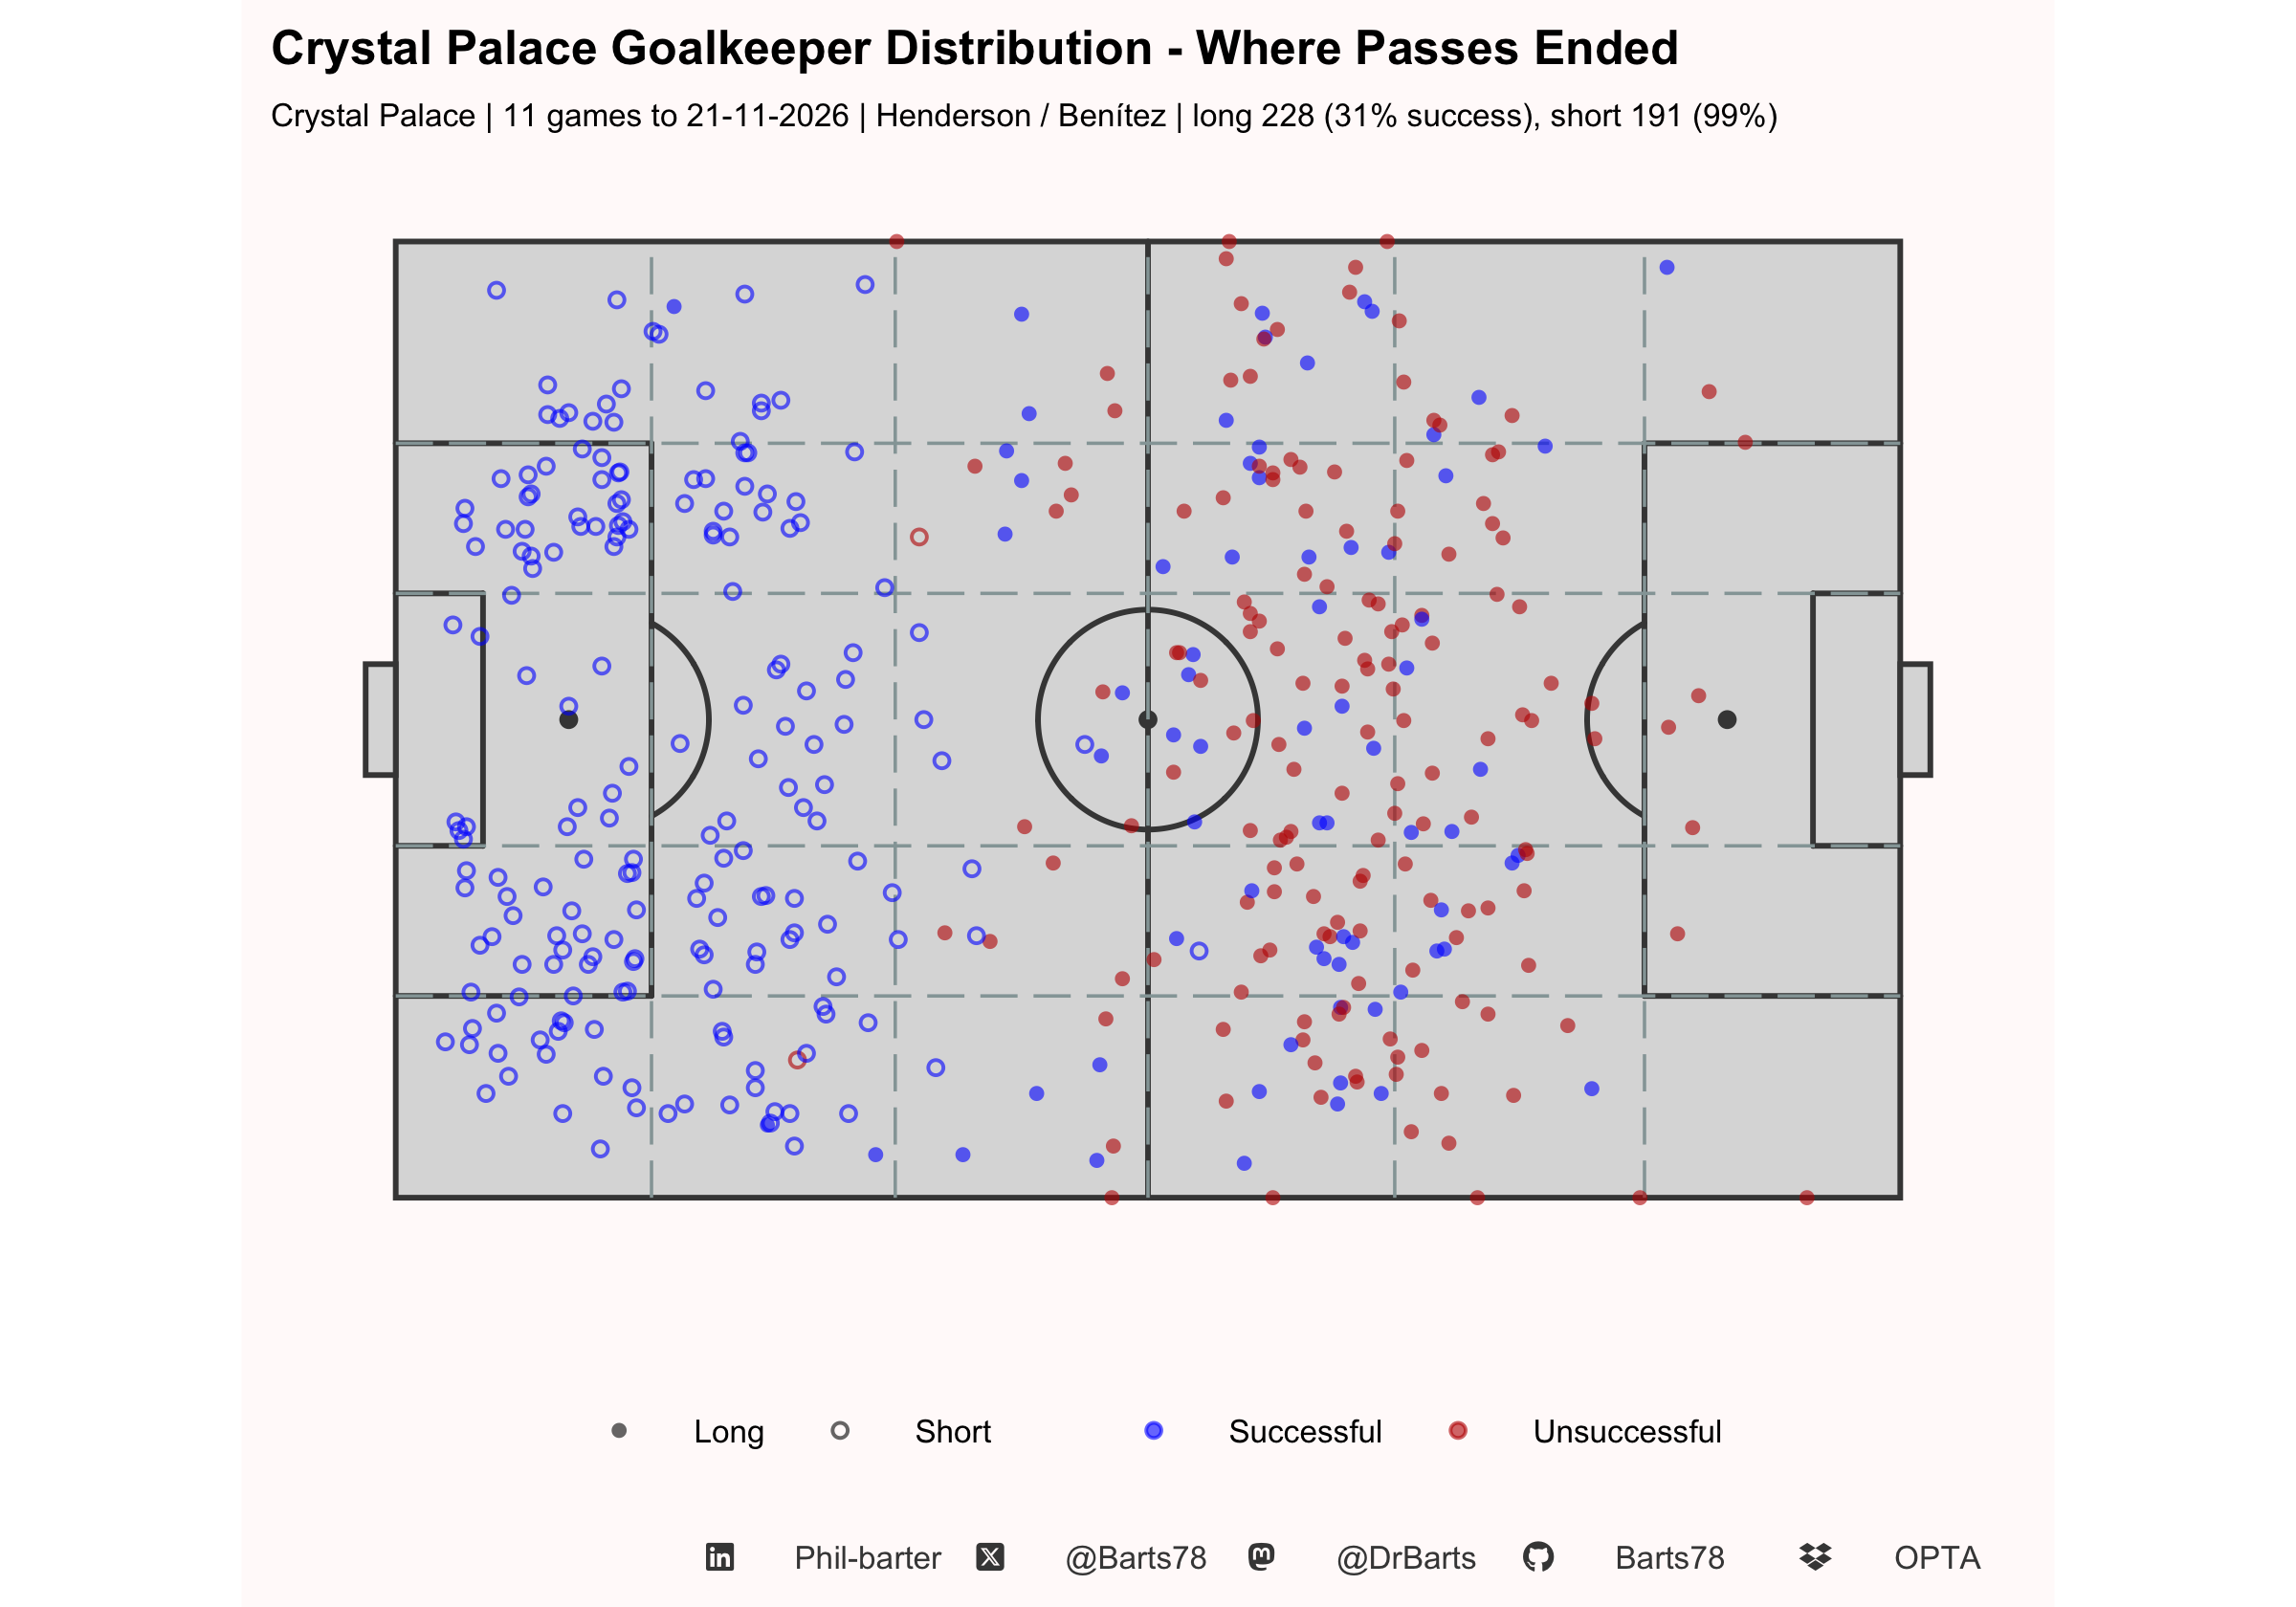 Crystal Palace Goalkeeper Distribution - Where Passes Ended
Crystal Palace | 11 games to 21-11-2026 | Henderson / Benítez | long 228 (31% success), short 191 (99%)
Long Short Successful Unsuccessful
Phil-barter @Barts78 @DrBarts Barts78 OPTA